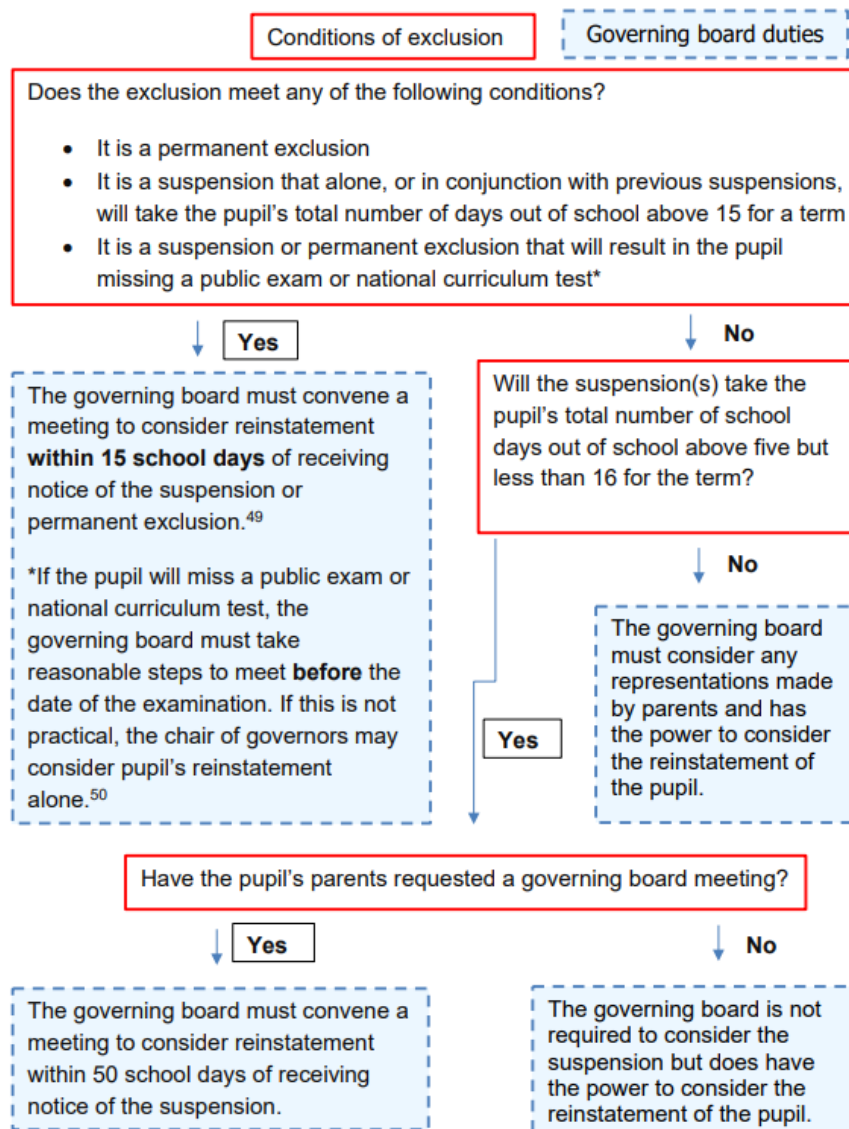 Conditions of exclusion
Governing board duties
Does the exclusion meet any of the following conditions?
• It is a permanent exclusion
• It is a suspension that alone, or in conjunction with previous suspensions,
will take the pupil's total number of days out of school above 15 for a term
• It is a suspension or permanent exclusion that will result in the pupil
missing a public exam or national curriculum test*
Yes
No
The governing board must convene a
meeting to consider reinstatement
within 15 school days of receiving
notice of the suspension or
permanent exclusion.49
*If the pupil will miss a public exam or
national curriculum test, the
governing board must take
reasonable steps to meet before the
date of the examination. If this is not
practical, the chair of governors may
consider pupil's reinstatement
alone.50
Will the suspension(s) take the
pupil's total number of school
days out of school above five but
less than 16 for the term?
No
The governing board
must consider any
representations made
by parents and has
the power to consider
the reinstatement of
the pupil.
Yes
Have the pupil's parents requested a governing board meeting?
Yes
No
The governing board must convene a
meeting to consider reinstatement
within 50 school days of receiving
notice of the suspension.
The governing board is not
required to consider the
suspension but does have
the power to consider the
reinstatement of the pupil.